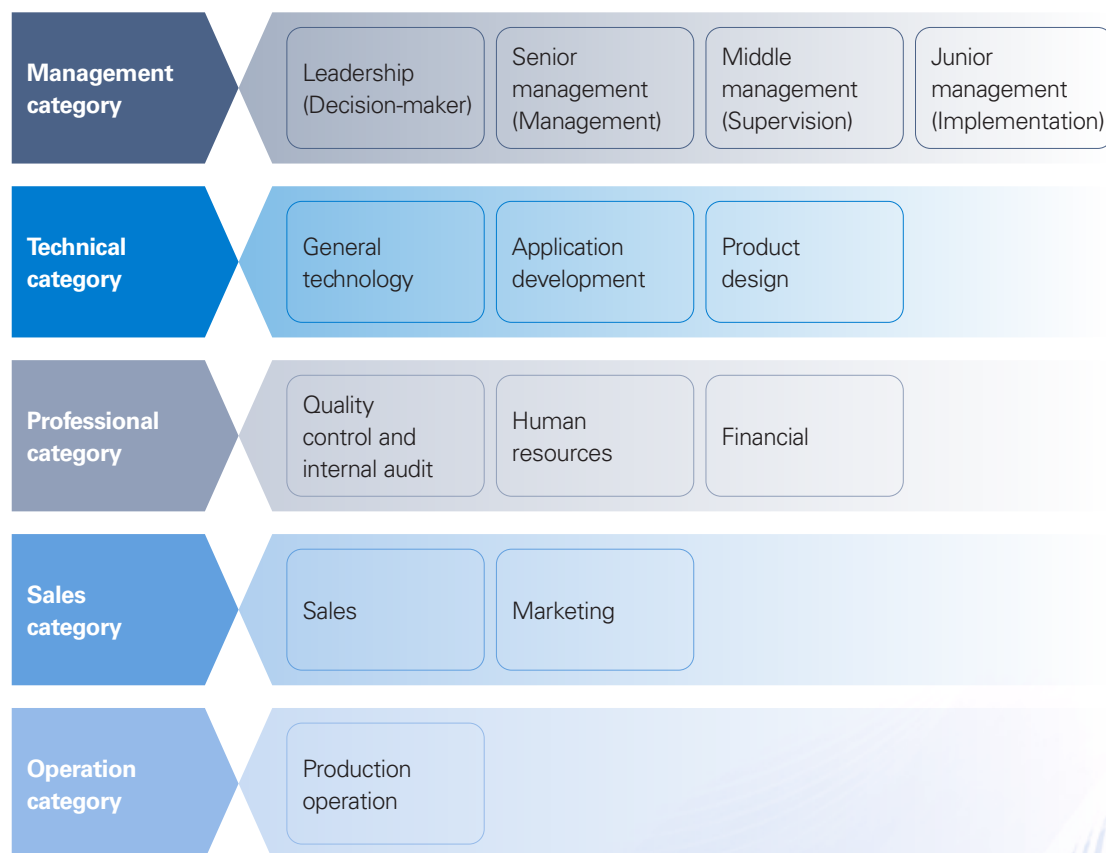 Management
category
Leadership
(Decision-maker)
Senior
management
(Management)
Middle
management
(Supervision)
Junior
management
(Implementation)
Technical
category
General
technology
Application
development
Product
design
Professional
category
Quality
control and
internal audit
Human
resources
Financial
Sales
category
Sales
Marketing
Operation
category
Production
operation